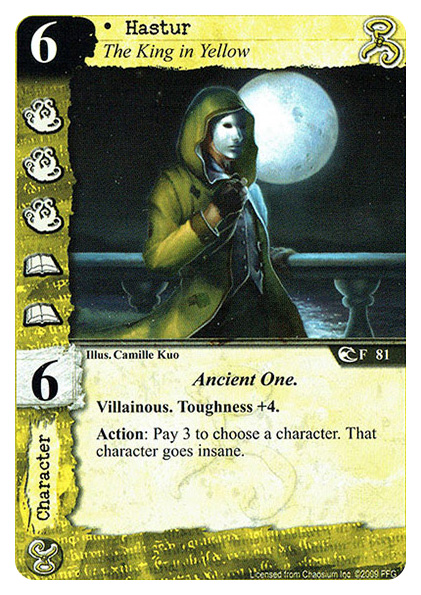 6
• Hastur
The King in Yellow
Illus. Camille Kuo
F 81
6
Ancient One.
Villainous. Toughness +4.
Action: Pay 3 to choose a character. That
character goes insane.
Character
Licensed from Chaosium Inc. ©2009 FFG